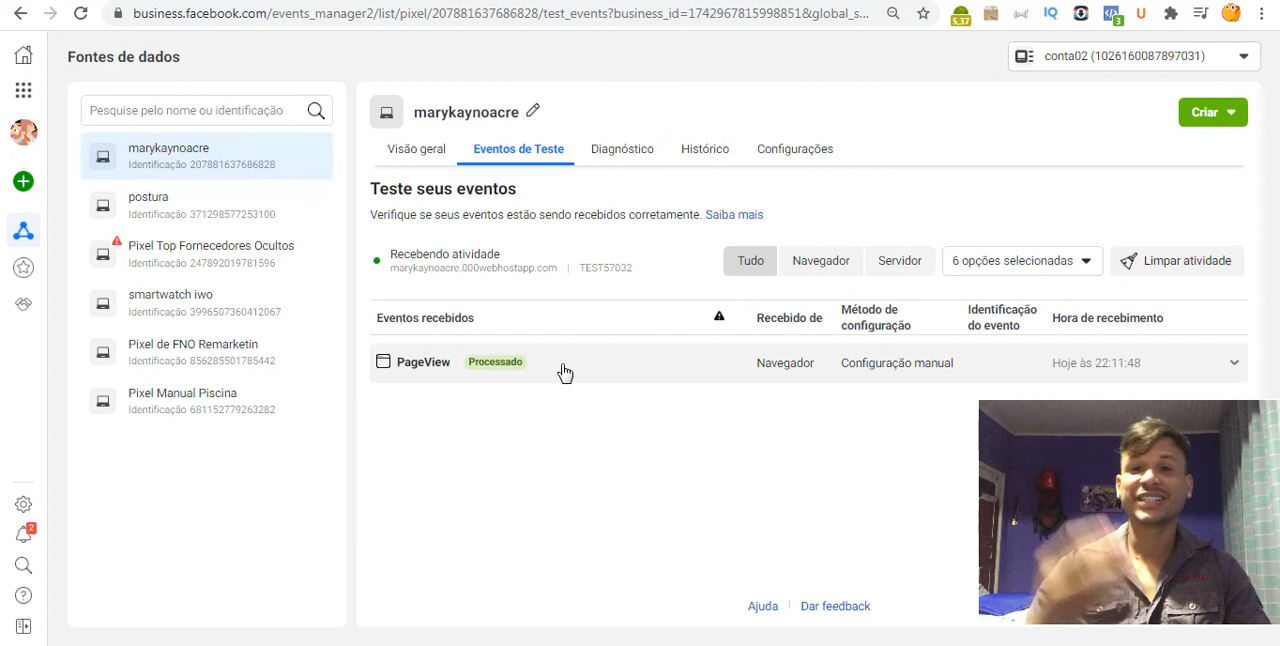 business.facebook.com/events_manager2/list/pixel/207881637686828/test_events?business_id=1742967815998851&global_s...
5,37
IQ
3
U
Fontes de dados
conta02 (1026160087897031)
Pesquise pelo nome ou identificação
marykaynoacre
Identificação 207881637686828
postura
Identificação 371298577253100
Pixel Top Fornecedores Ocultos
Identificação 247892019781596
smartwatch iwo
Identificação 3996507360412067
Pixel de FNO Remarketin
Identificação 856285501785442
Pixel Manual Piscina
Identificação 681152779263282
2
marykaynoacre
Criar
Visão geral
Eventos de Teste
Diagnóstico
Histórico
Configurações
Teste seus eventos
Verifique se seus eventos estão sendo recebidos corretamente. Saiba mais
Recebendo atividade
marykaynoacre.000webhostapp.com | TEST57032
Tudo
Navegador
Servidor
6 opções selecionadas
Limpar atividade
Eventos recebidos
Recebido de
Método de configuração
Identificação do evento
Hora de recebimento
PageView
Processado
Navegador
Configuração manual
Hoje às 22:11:48
Ajuda
Dar feedback